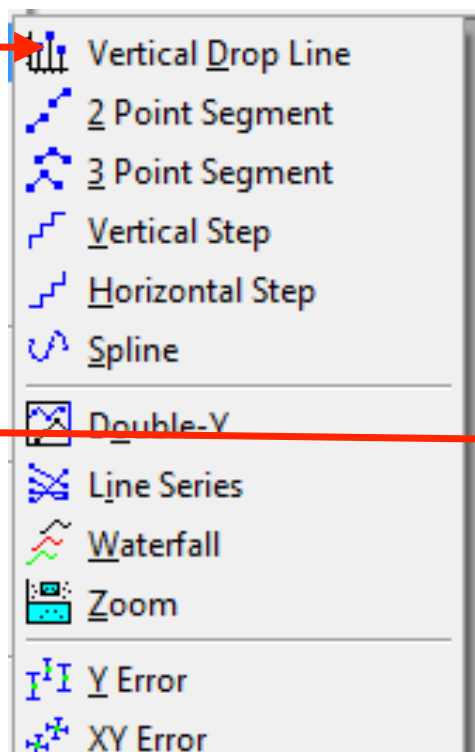 Vertical Drop Line
2 Point Segment
3 Point Segment
Vertical Step
Horizontal Step
Spline
Double-Y
Line Series
Waterfall
Zoom
Y Error
XY Error